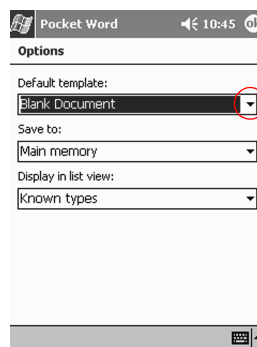 Pocket Word 10:45 ok
Options
Default template:
Blank Document
Save to:
Main memory
Display in list view:
Known types